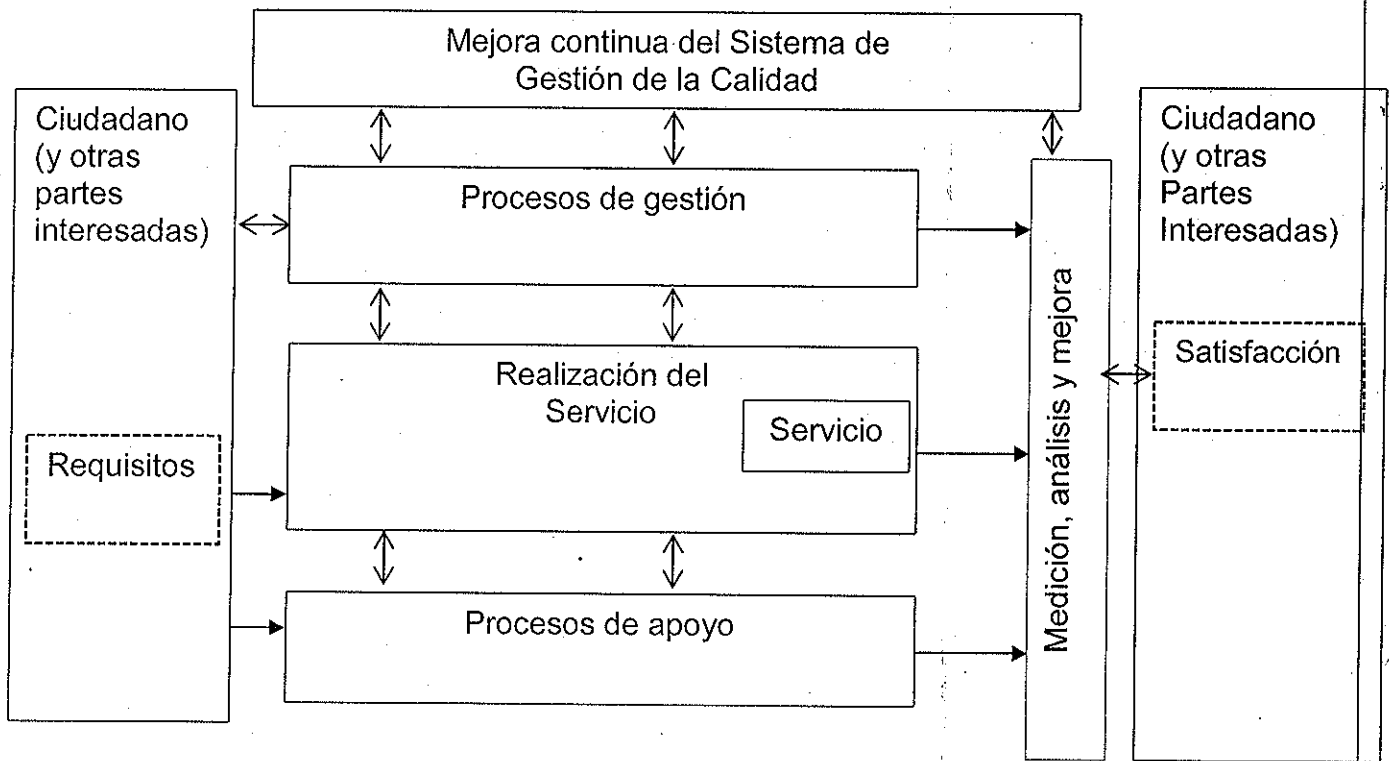 Mejora continua del Sistema de
Gestión de la Calidad
Ciudadano
(y otras
partes
interesadas)
Requisitos
Procesos de gestión
Realización del
Servicio
Servicio
Procesos de apoyo
Medición, análisis y mejora
Ciudadano
(y otras
Partes
Interesadas)
Satisfacción